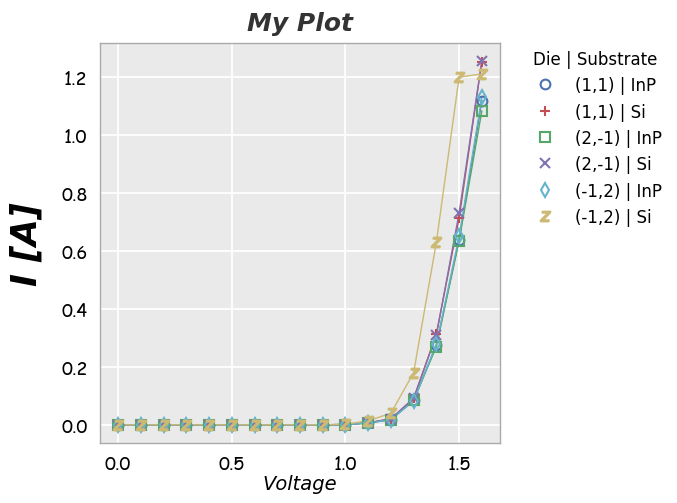 My Plot
I [A]
1.2
1.0
0.8
0.6
0.4
0.2
0.0
0.0 0.5 1.0 1.5
Voltage
Die | Substrate
(1,1) | InP
(1,1) | Si
(2,-1) | InP
(2,-1) | Si
(-1,2) | InP
(-1,2) | Si